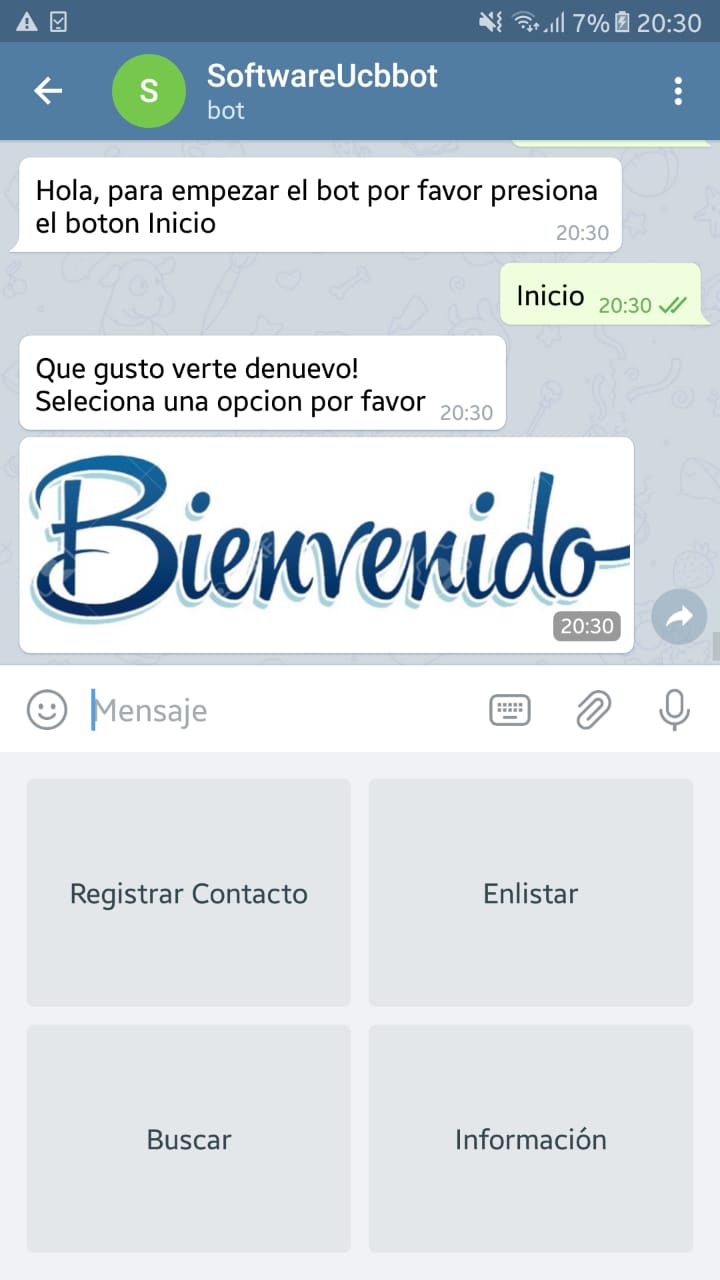 7% 20:30
S
SoftwareUcbbot
bot
Hola, para empezar el bot por favor presiona
el boton Inicio
20:30
Inicio 20:30
Que gusto verte denuevo!
Seleciona una opcion por favor 20:30
Bienvenido
20:30
Mensaje
Registrar Contacto
Enlistar
Buscar
Información